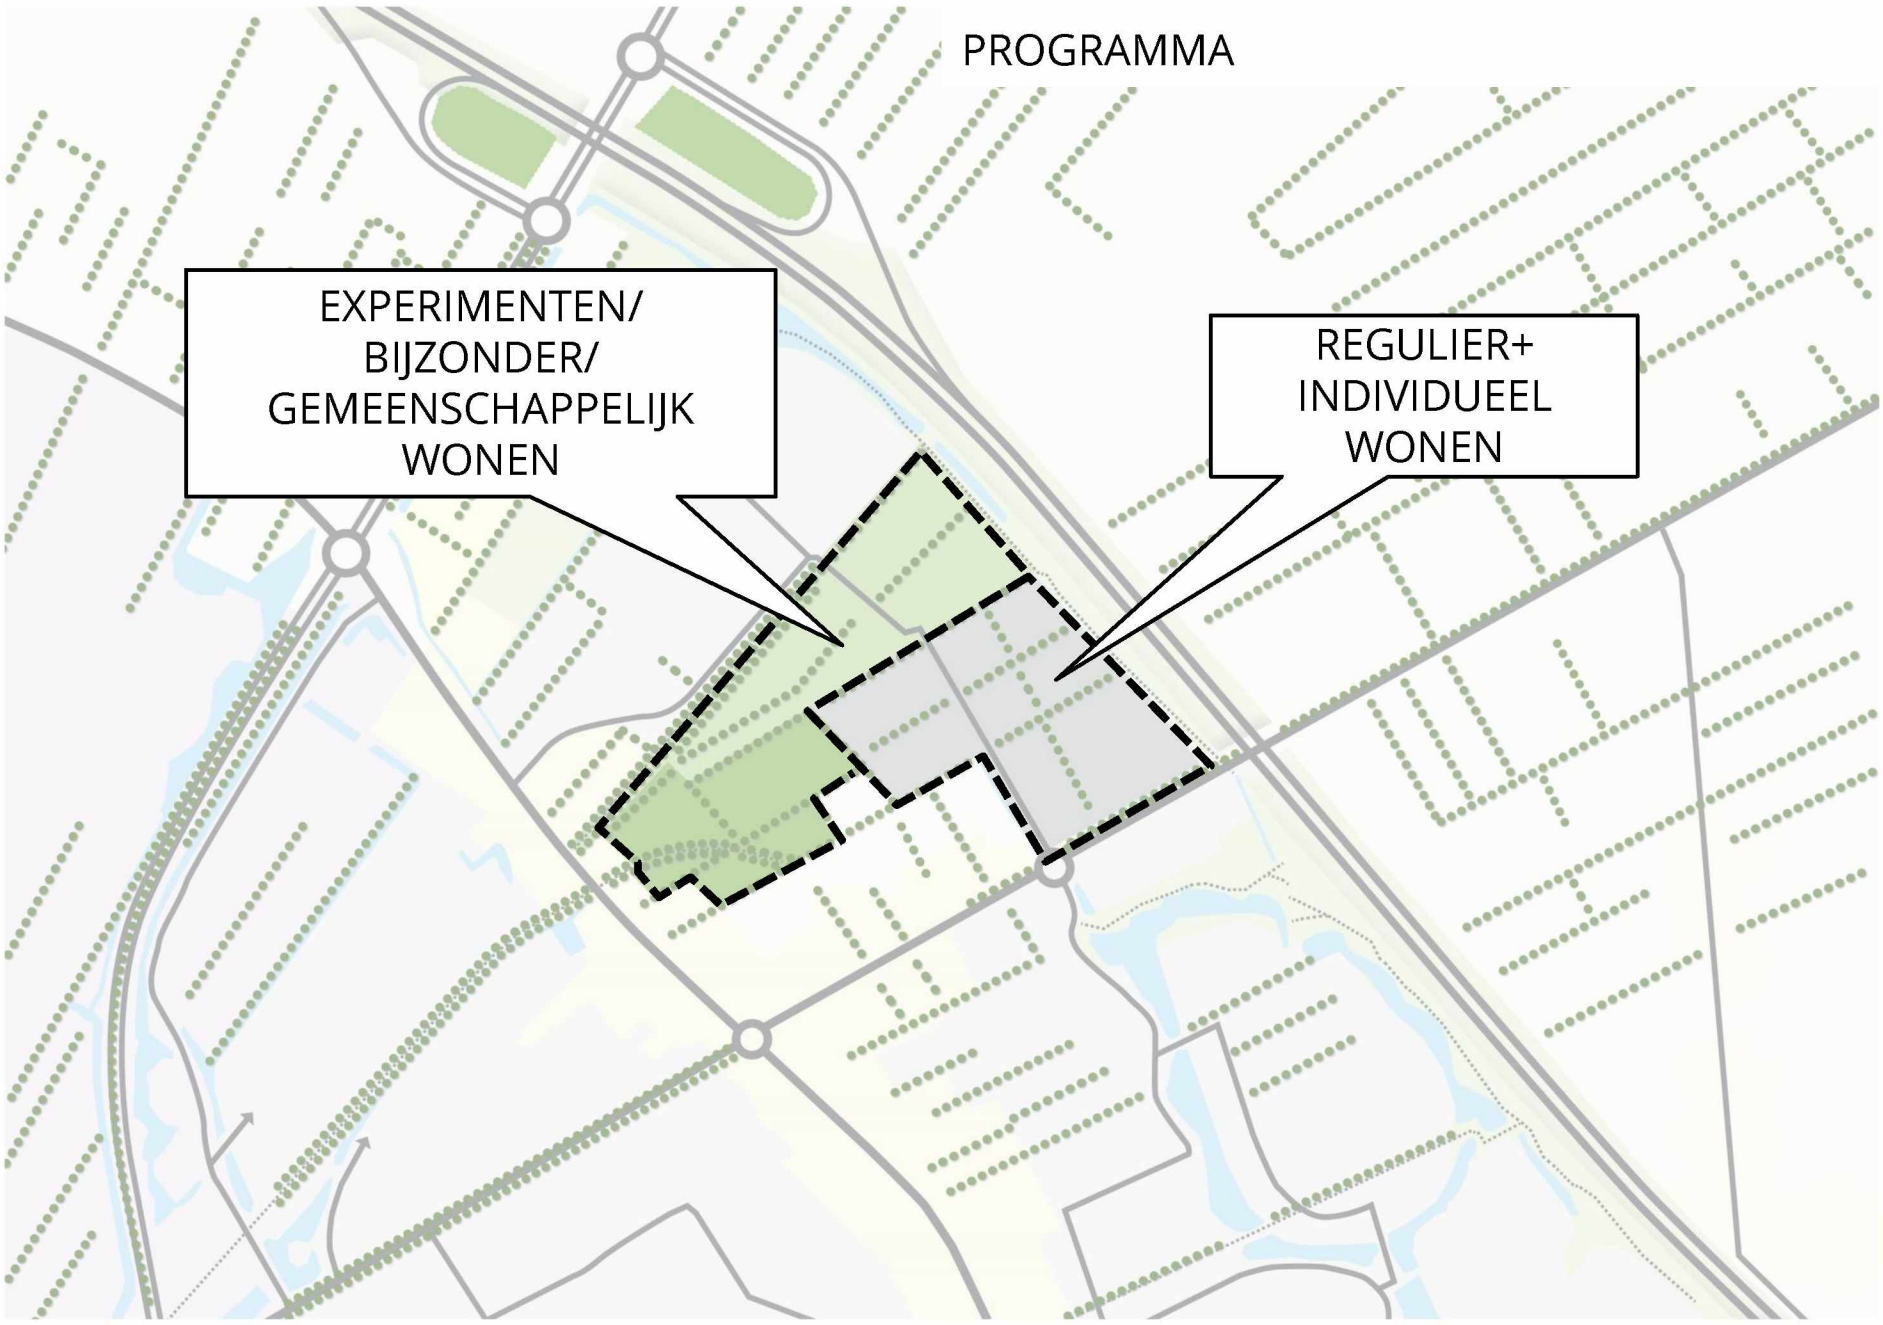 PROGRAMMA
EXPERIMENTEN/
BIJZONDER/
GEMEENSCHAPPELIJK
WONEN
REGULIER+
INDIVIDUEEL
WONEN